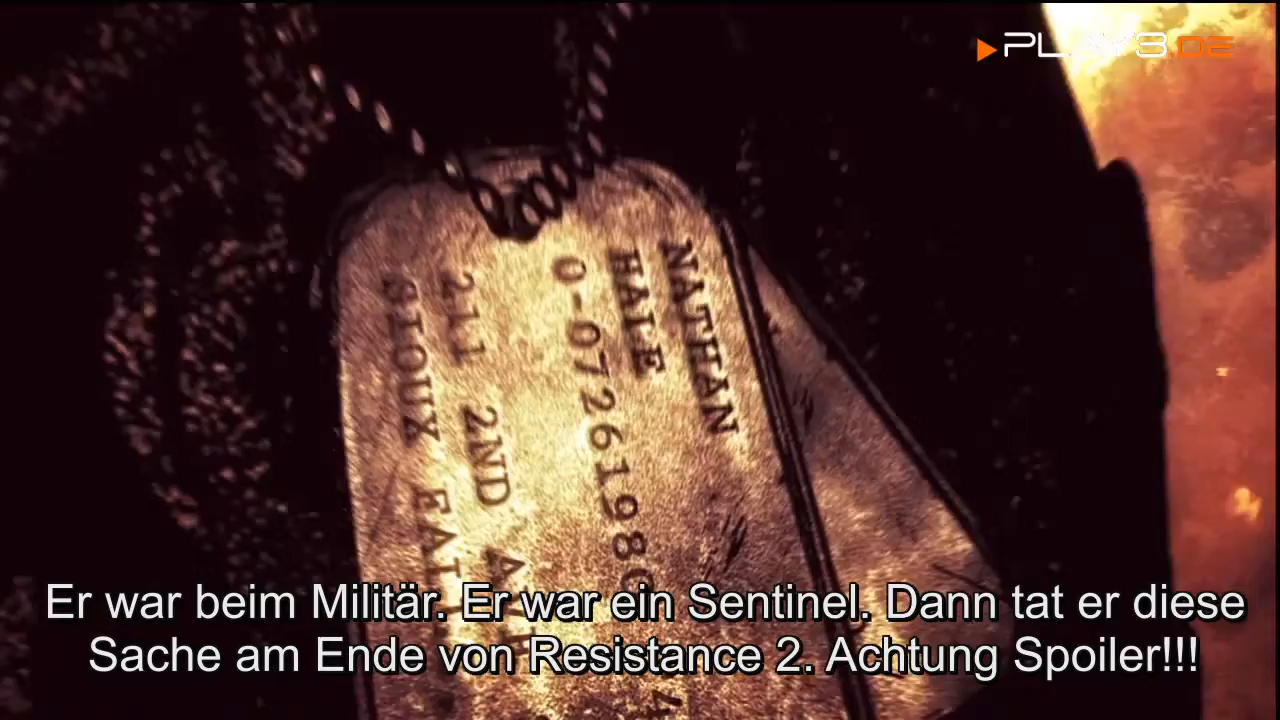 PLAY3.DE
NATHAN
HALE
0-0726198
211 2ND
SIOUX
Er war beim Militär. Er war ein Sentinel. Dann tat er diese
Sache am Ende von Resistance 2. Achtung Spoiler!!!